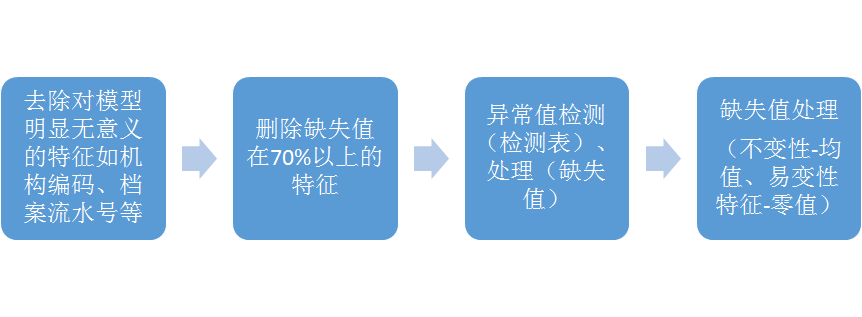 去除对模型
明显无意义
的特征如机
构编码、档
案流水号等
删除缺失值
在70%以上的
特征
异常值检测
（检测表）、
处理（缺失
值）
缺失值处理
（不变性-均
值、易变性
特征-零值）